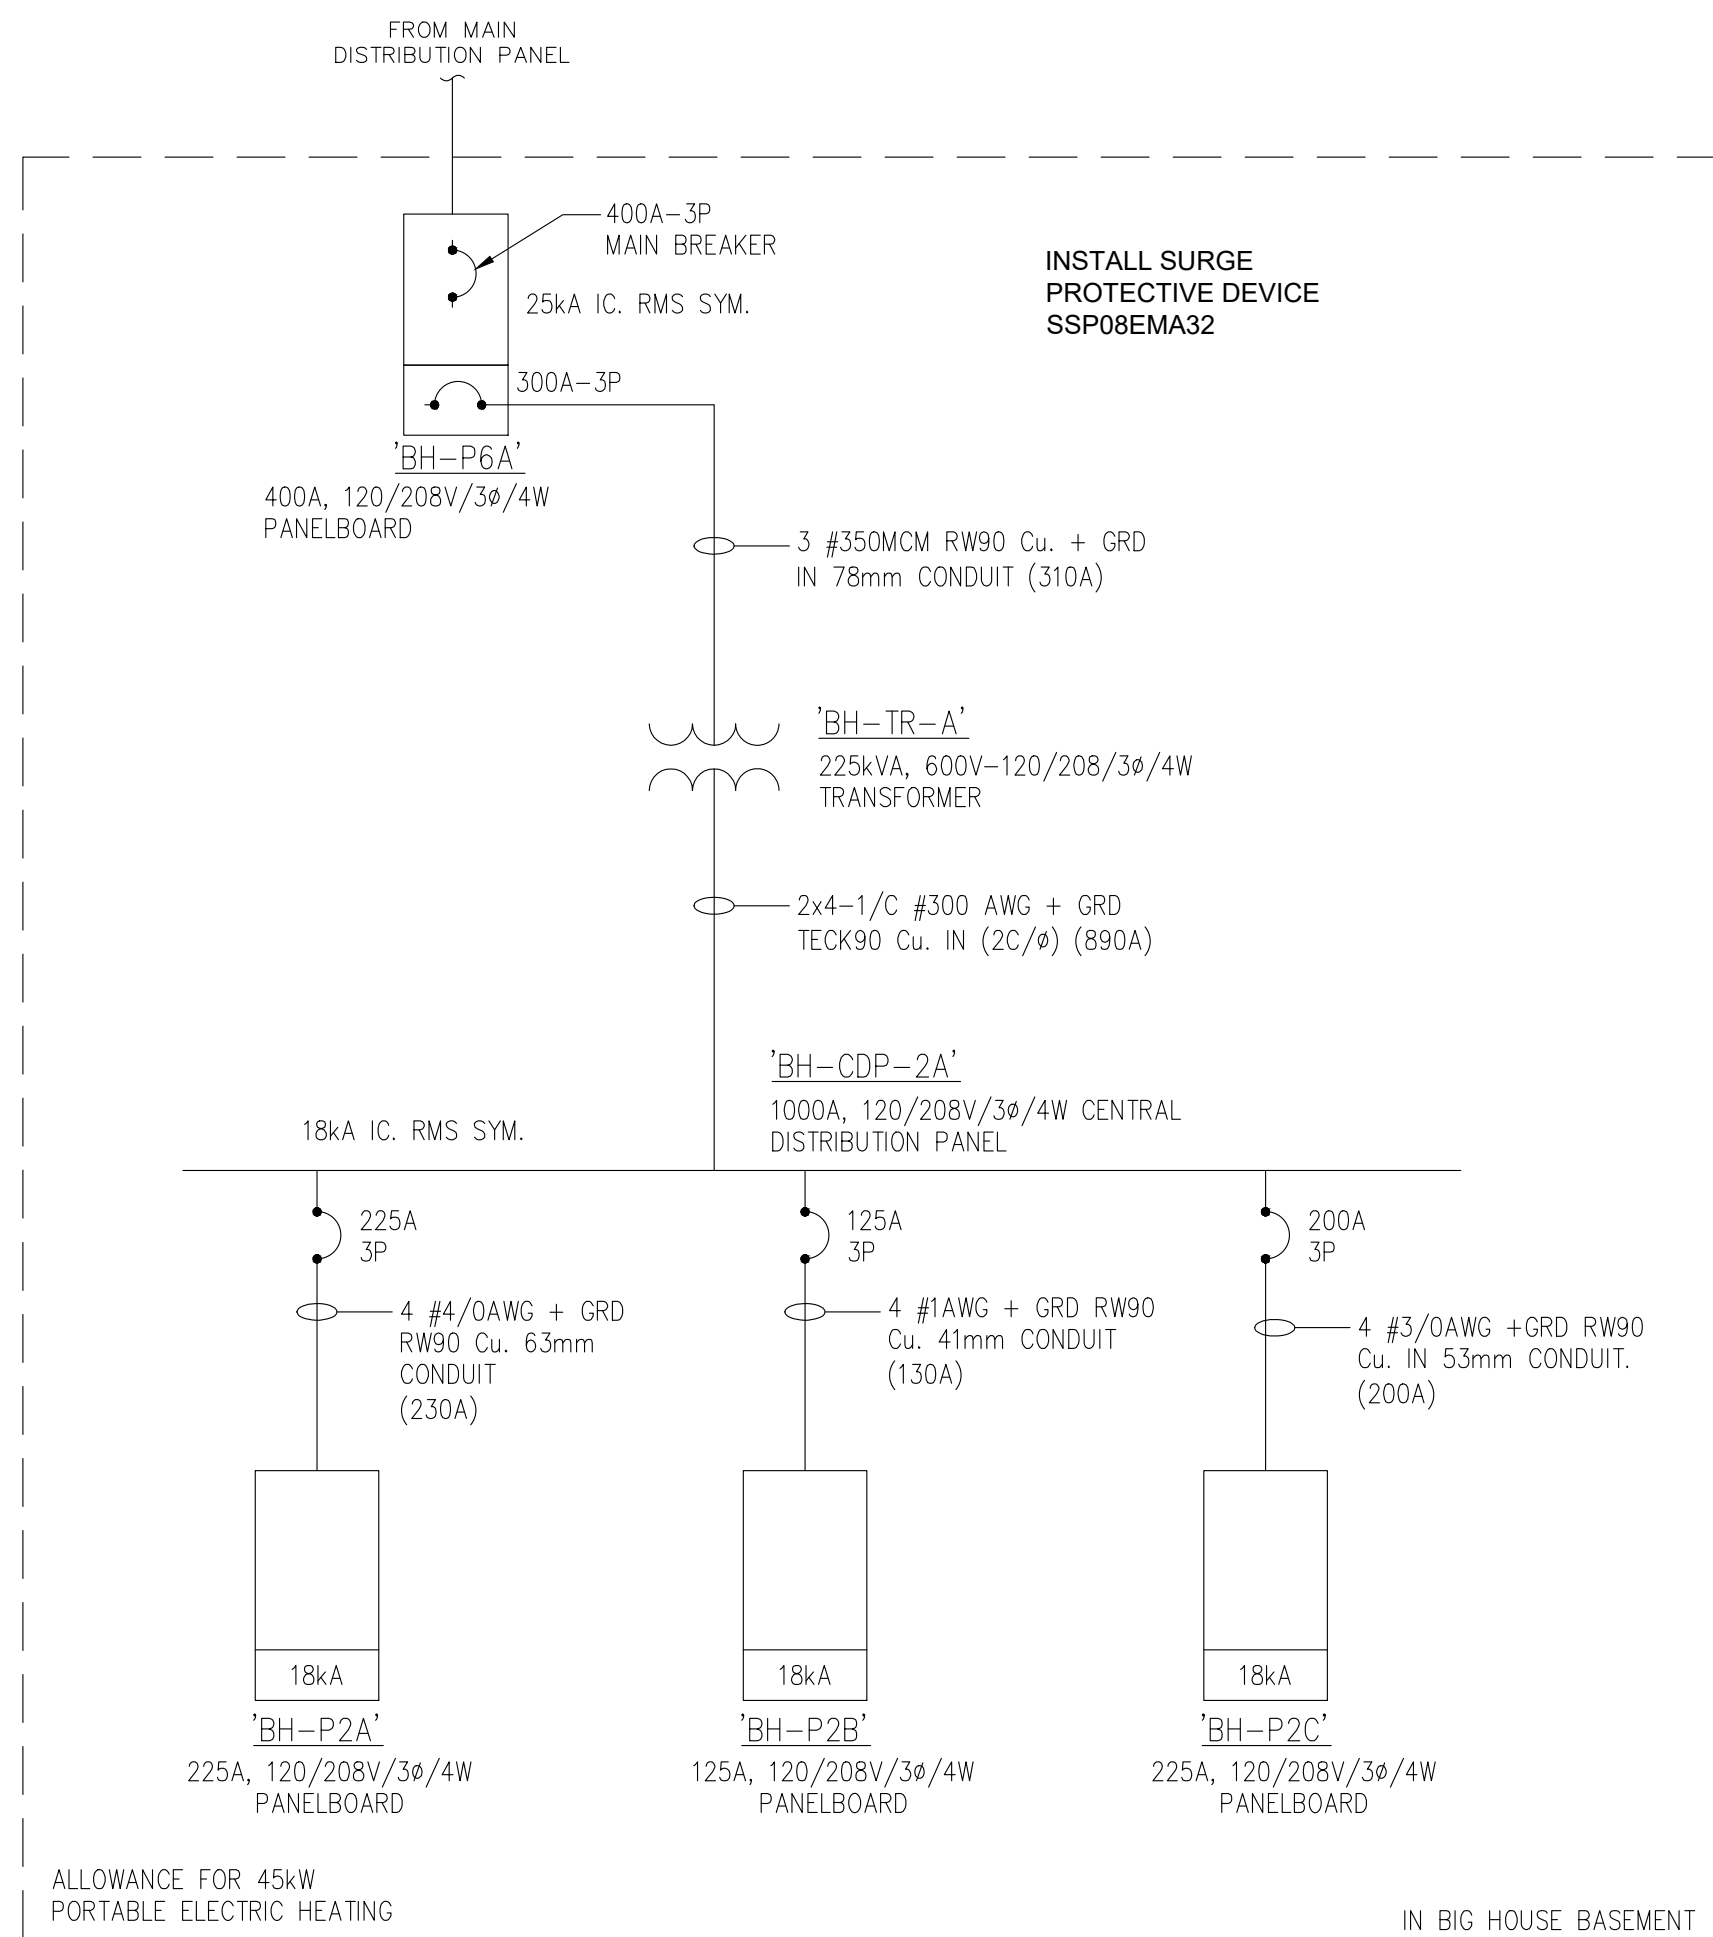 FROM MAIN
DISTRIBUTION PANEL
400A-3P
MAIN BREAKER
25kA IC. RMS SYM.
INSTALL SURGE
PROTECTIVE DEVICE
SSP08EMA32
300A-3P
'BH-P6A'
400A, 120/208V/3ø/4W
PANELBOARD
3 #350MCM RW90 Cu. + GRD
IN 78mm CONDUIT (310A)
'BH-TR-A'
225kVA, 600V-120/208/3ø/4W
TRANSFORMER
2x4-1/C #300 AWG + GRD
TECK90 Cu. IN (2C/ø) (890A)
'BH-CDP-2A'
1000A, 120/208V/3ø/4W CENTRAL
DISTRIBUTION PANEL
18kA IC. RMS SYM.
225A
3P
4 #4/0AWG + GRD
RW90 Cu. 63mm
CONDUIT
(230A)
125A
3P
4 #1AWG + GRD RW90
Cu. 41mm CONDUIT
(130A)
200A
3P
4 #3/0AWG +GRD RW90
Cu. IN 53mm CONDUIT.
(200A)
18kA
'BH-P2A'
225A, 120/208V/3ø/4W
PANELBOARD
18kA
'BH-P2B'
125A, 120/208V/3ø/4W
PANELBOARD
18kA
'BH-P2C'
225A, 120/208V/3ø/4W
PANELBOARD
ALLOWANCE FOR 45kW
PORTABLE ELECTRIC HEATING
IN BIG HOUSE BASEMENT